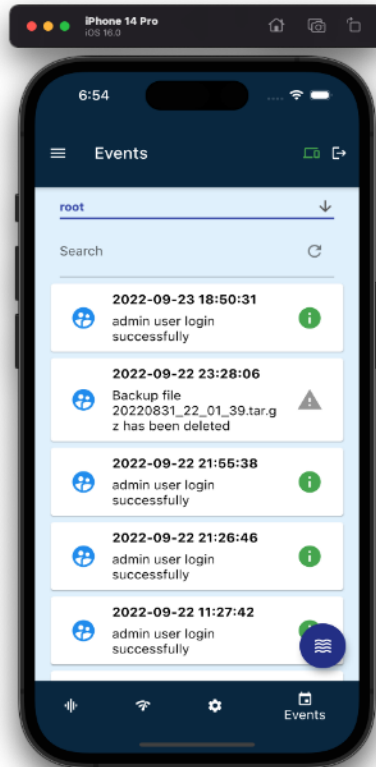 iPhone 14 Pro
iOS 16.0
6:54
Events
root
Search
2022-09-23 18:50:31
admin user login
successfully
2022-09-22 23:28:06
Backup file
20220831_22_01_39.tar.g
z has been deleted
2022-09-22 21:55:38
admin user login
successfully
2022-09-22 21:26:46
admin user login
successfully
2022-09-22 11:27:42
admin user login
successfully
Events